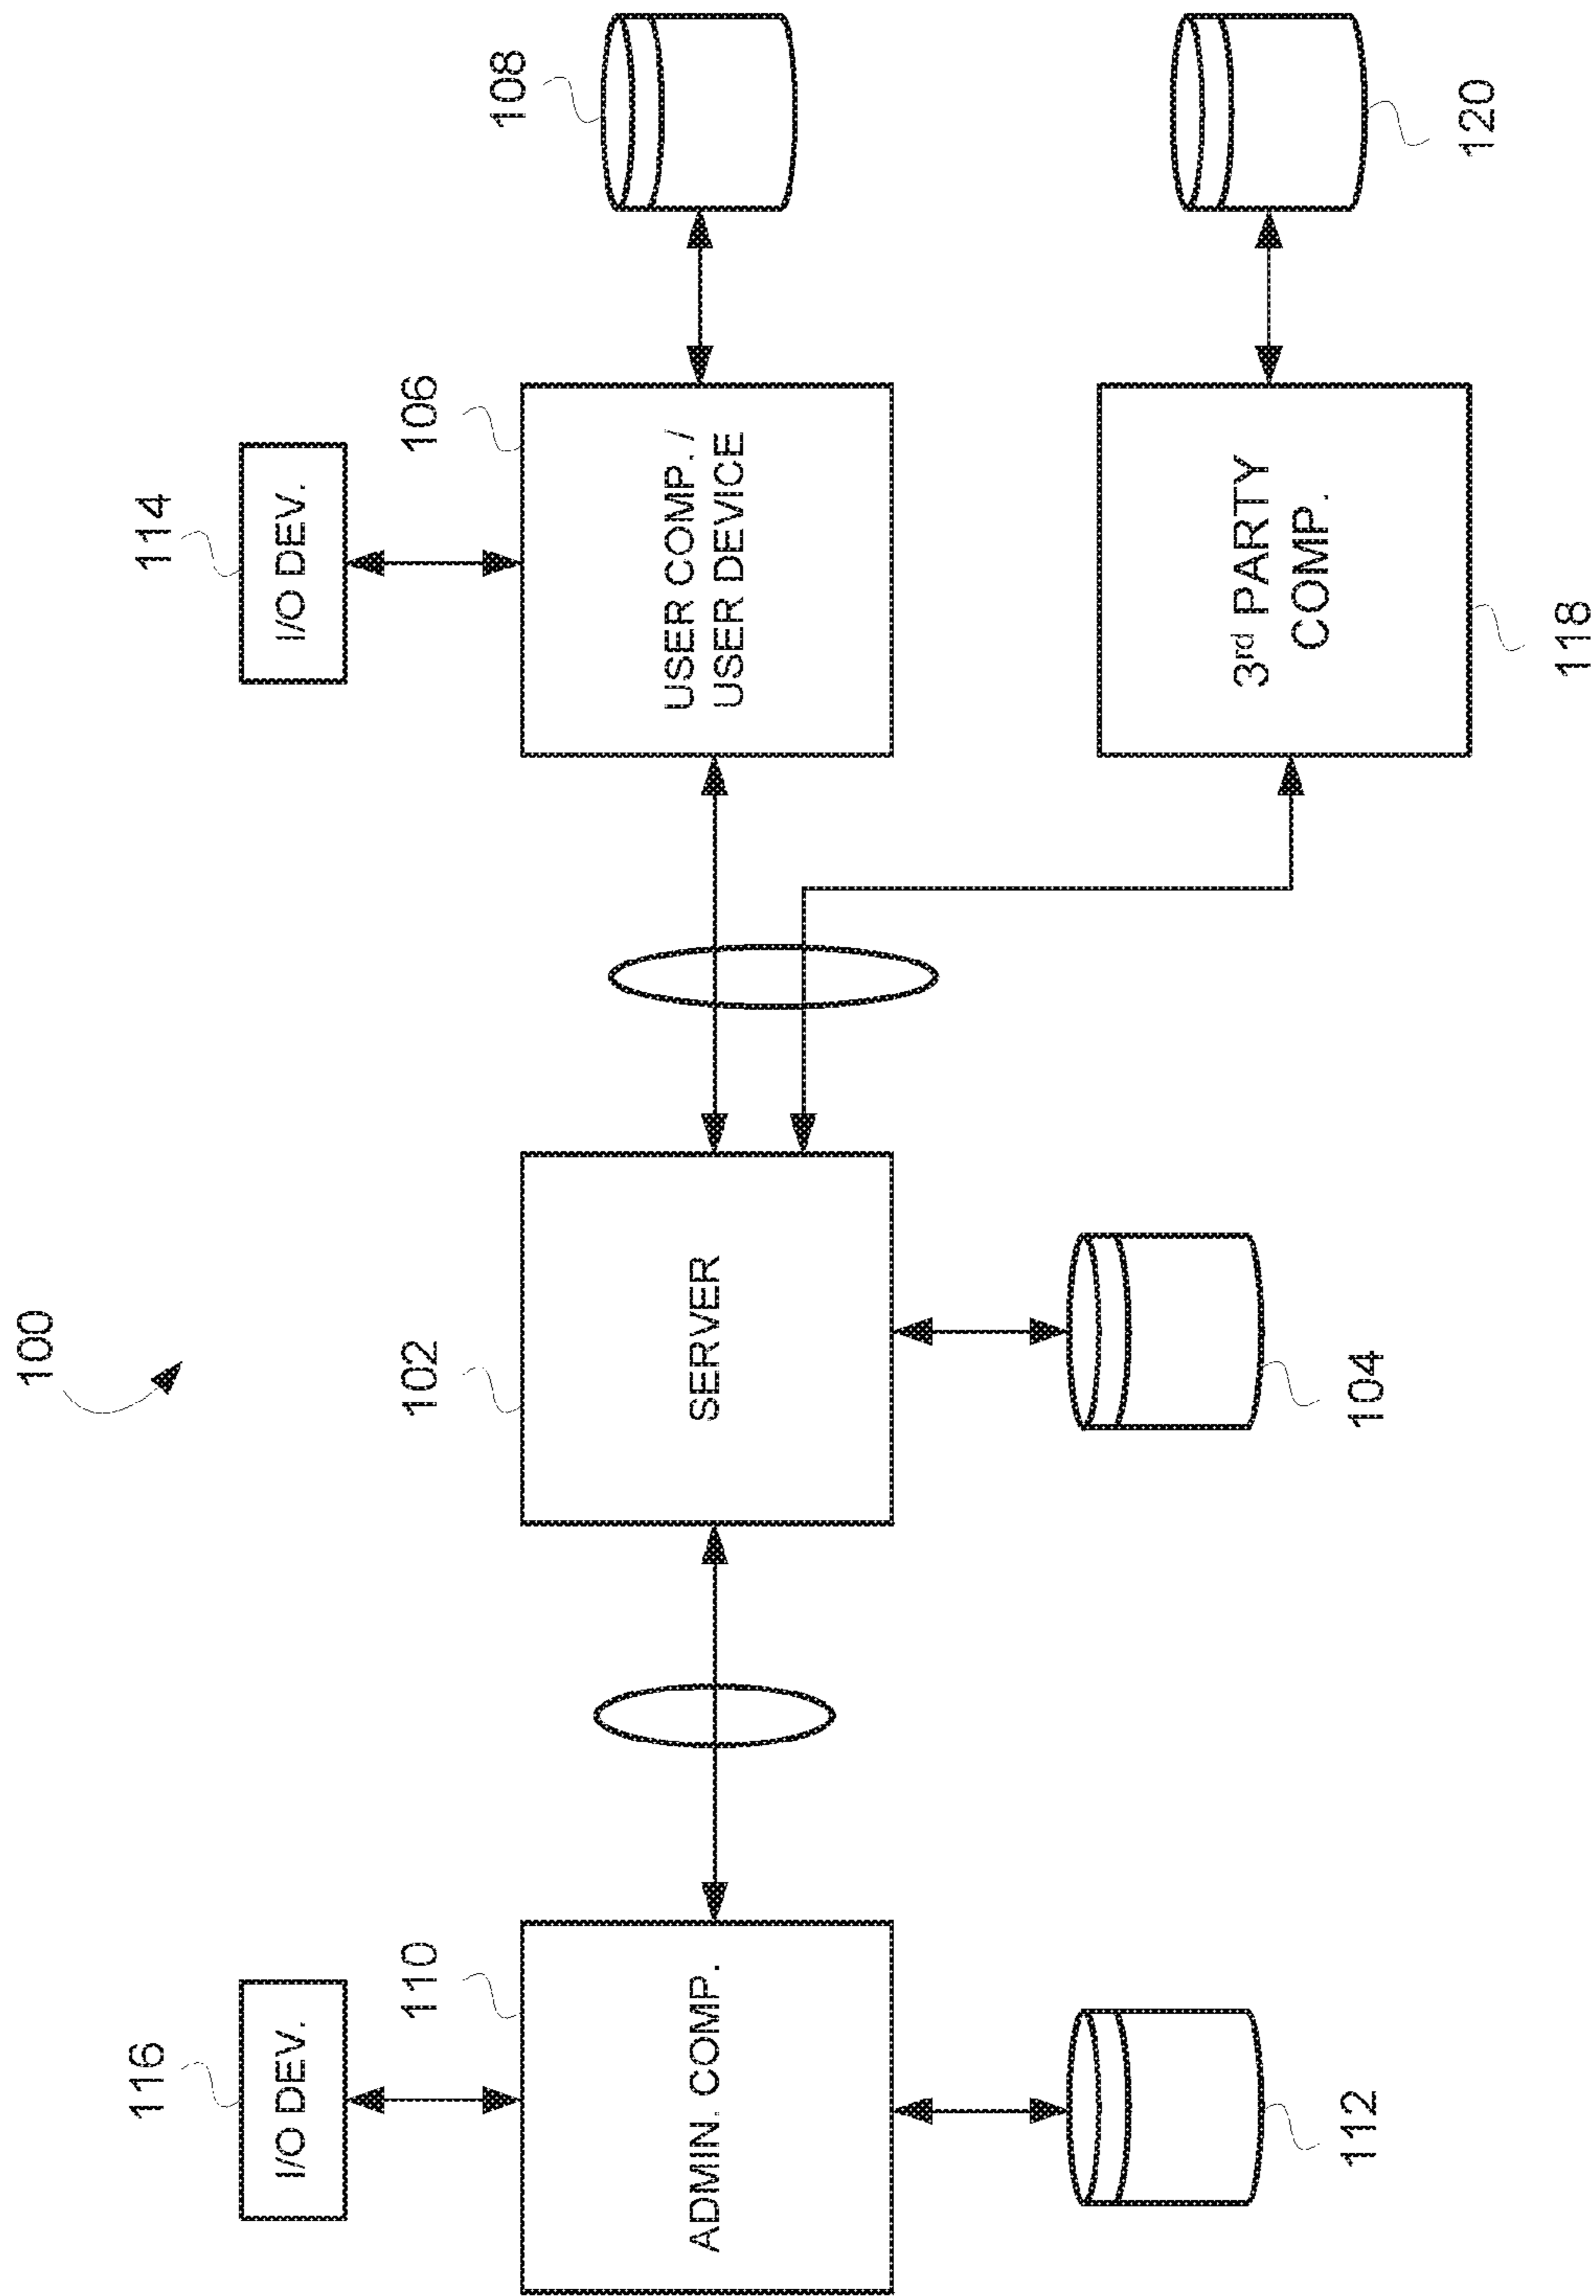 100
116
I/O DEV.
110
ADMIN. COMP.
112
102
SERVER
104
114
I/O DEV.
106
USER COMP. /
USER DEVICE
108
3rd PARTY
COMP.
118
120